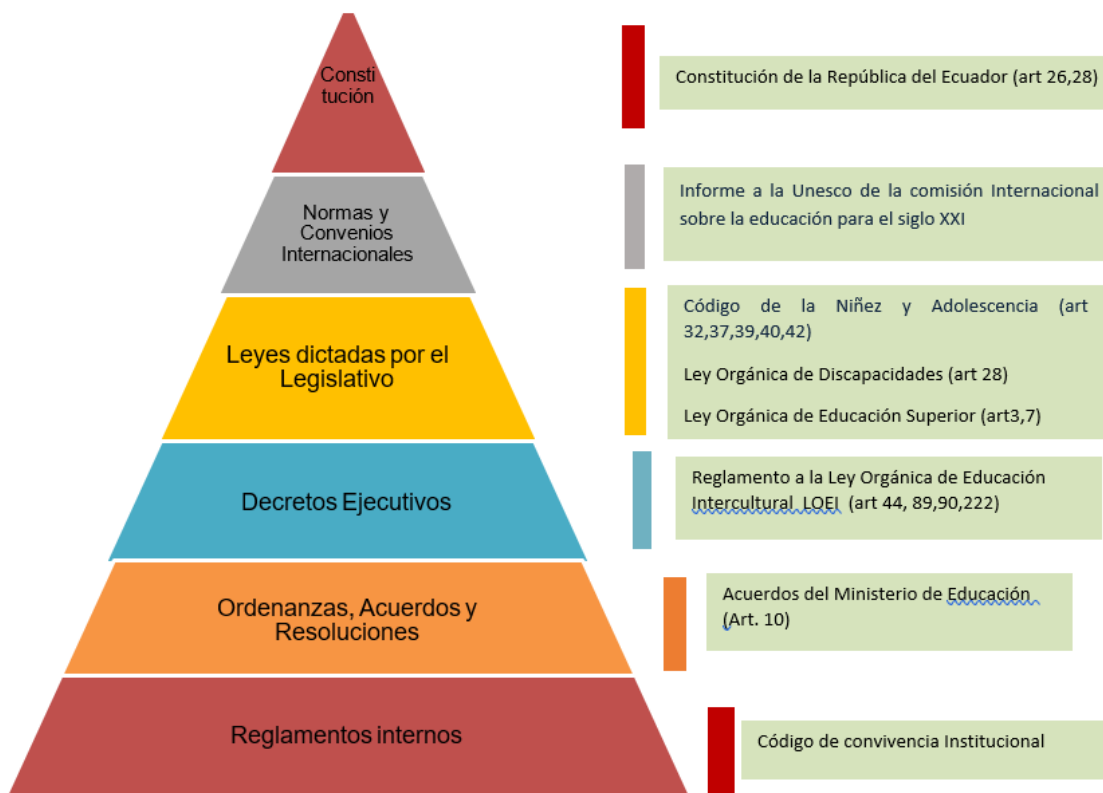 Consti
tución
Constitución de la República del Ecuador (art 26,28)
Normas y
Convenios
Internacionales
Informe a la Unesco de la comisión Internacional
sobre la educación para el siglo XXI
Leyes dictadas por el
Legislativo
Código de la Niñez y Adolescencia (art
32,37,39,40,42)
Ley Orgánica de Discapacidades (art 28)
Ley Orgánica de Educación Superior (art3,7)
Decretos Ejecutivos
Reglamento a la Ley Orgánica de Educación
Intercultural LOEI (art 44, 89,90,222)
Ordenanzas, Acuerdos y
Resoluciones
Acuerdos del Ministerio de Educación
(Art. 10)
Reglamentos internos
Código de convivencia Institucional